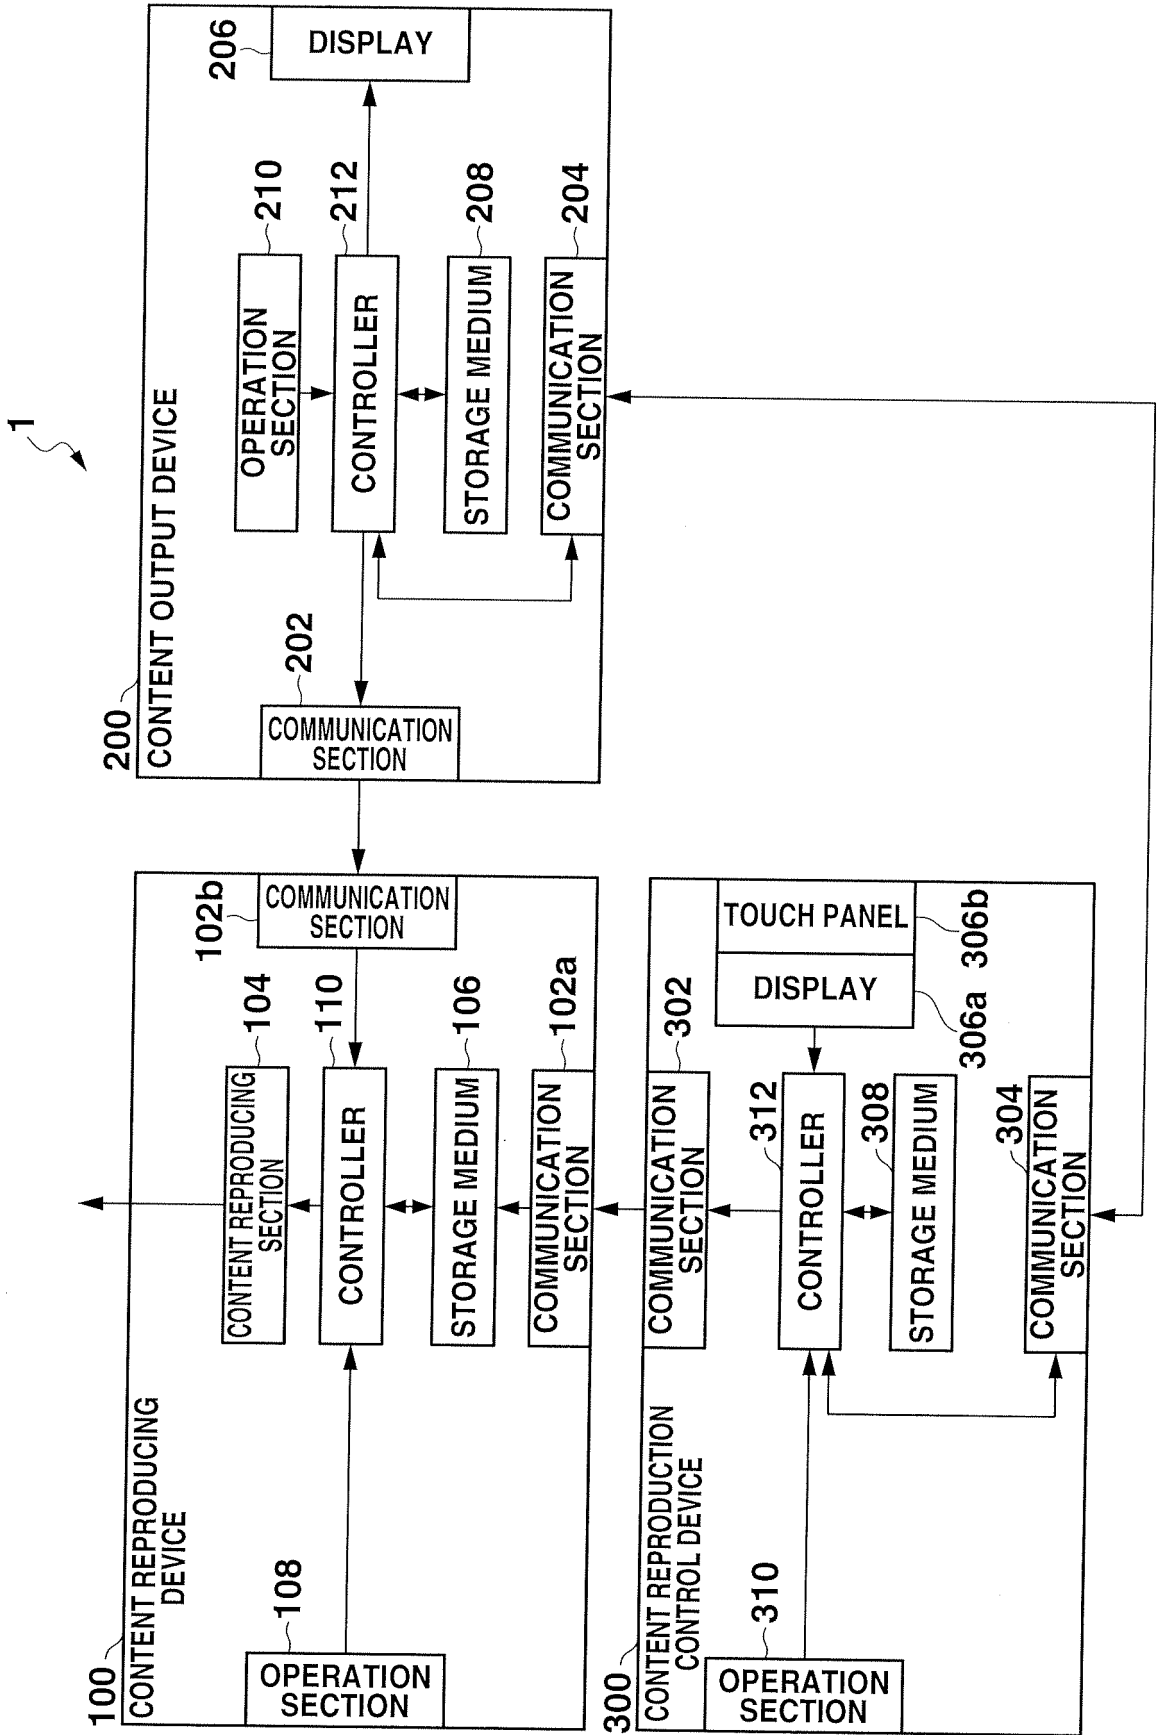 1
100
CONTENT REPRODUCING
DEVICE
108
OPERATION
SECTION
104
CONTENT REPRODUCING
SECTION
110
CONTROLLER
106
STORAGE MEDIUM
102a
COMMUNICATION
SECTION
102b
COMMUNICATION
SECTION
200
CONTENT OUTPUT DEVICE
202
COMMUNICATION
SECTION
210
OPERATION
SECTION
212
CONTROLLER
208
STORAGE MEDIUM
204
COMMUNICATION
SECTION
206
DISPLAY
300
CONTENT REPRODUCTION
CONTROL DEVICE
310
OPERATION
SECTION
302
COMMUNICATION
SECTION
312
CONTROLLER
308
STORAGE MEDIUM
304
COMMUNICATION
SECTION
TOUCH PANEL
306b
DISPLAY
306a